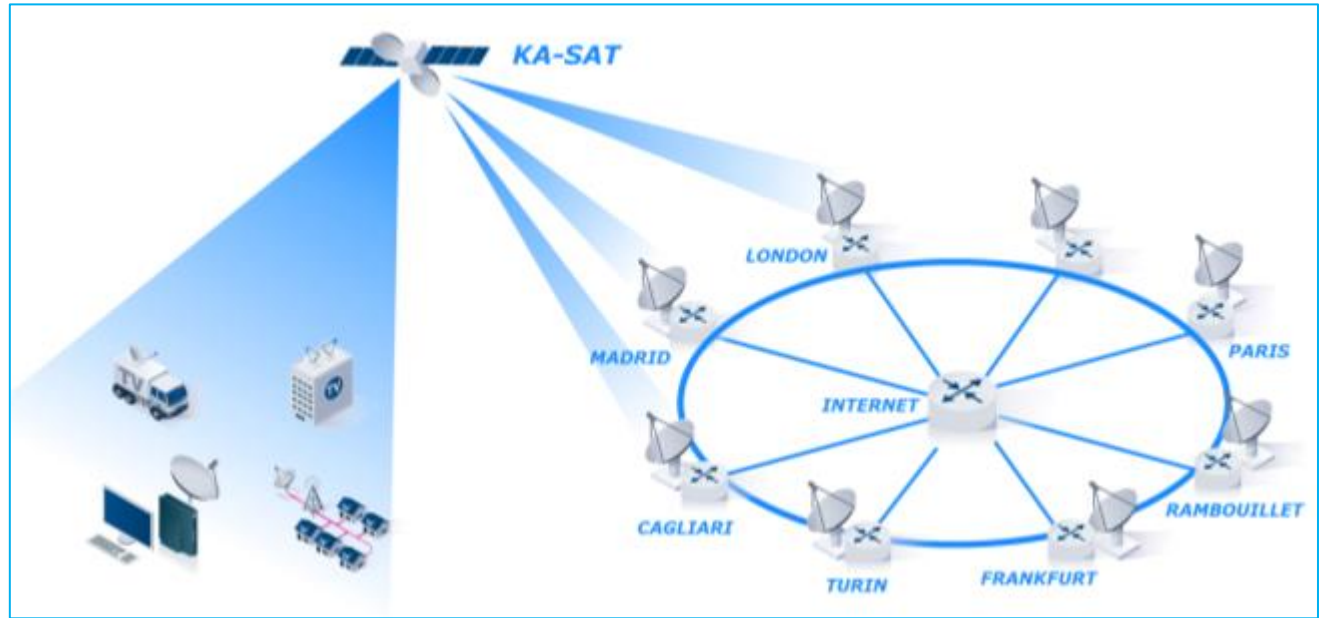 KA-SAT
LONDON
MADRID
PARIS
INTERNET
TV
TV
CAGLIARI
RAMBOUILLET
TURIN
FRANKFURT